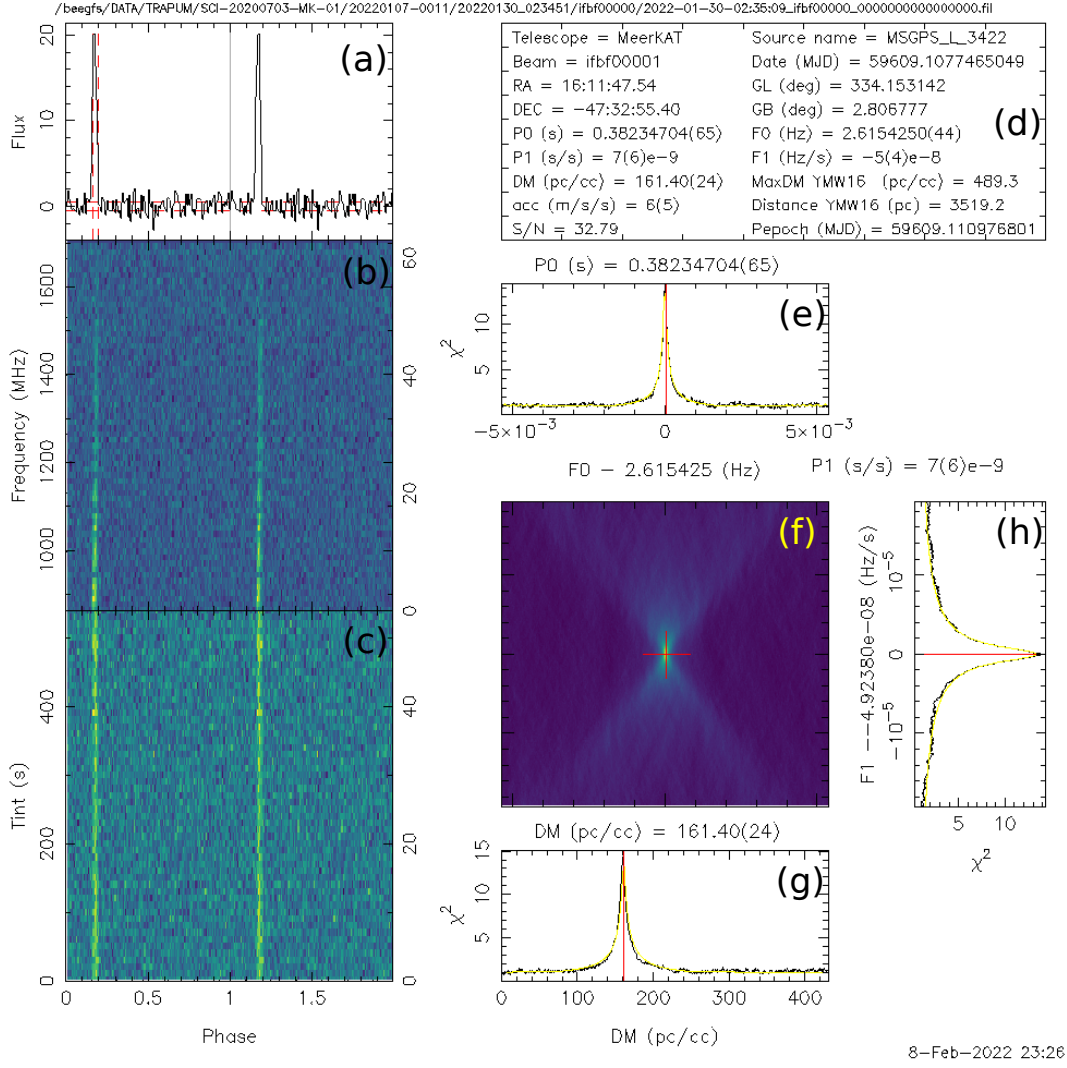 /beegfs/DATA/TRAPUM/SCI-20200703-MK-01/20220107-0011/20220130_023451/ifbf00000/2022-01-30-02:35:09_ifbf00000_0000000000000000.fil
20
10
0
Flux
(a)
Telescope = MeerKAT
Source name = MSGPS_L_3422
Beam = ifbf00001
Date (MJD) = 59609.1077465049
RA = 16:11:47.54
GL (deg) = 334.153142
DEC = -47:32:55.40
GB (deg) = 2.806777
P0 (s) = 0.38234704(65)
F0 (Hz) = 2.6154250(44)
P1 (s/s) = 7(6)e-9
F1 (Hz/s) = -5(4)e-8
DM (pc/cc) = 161.40(24)
MaxDM YMW16 (pc/cc) = 489.3
acc (m/s/s) = 6(5)
Distance YMW16 (pc) = 3519.2
S/N = 32.79
Pepoch (MJD) = 59609.110976801
(d)
(b)
1600
1400
1200
1000
Frequency (MHz)
60
40
20
0
P0 (s) = 0.38234704(65)
(e)
10
5
χ²
−5×10⁻³
0
5×10⁻³
F0 − 2.615425 (Hz)
P1 (s/s) = 7(6)e−9
(f)
(h)
F1 −−4.92380e−08 (Hz/s)
10⁻⁵
0
−10⁻⁵
5
10
χ²
(c)
400
200
0
Tint (s)
40
20
0
0
0.5
1
1.5
Phase
DM (pc/cc) = 161.40(24)
(g)
15
10
5
χ²
0
100
200
300
400
DM (pc/cc)
8−Feb−2022 23:26